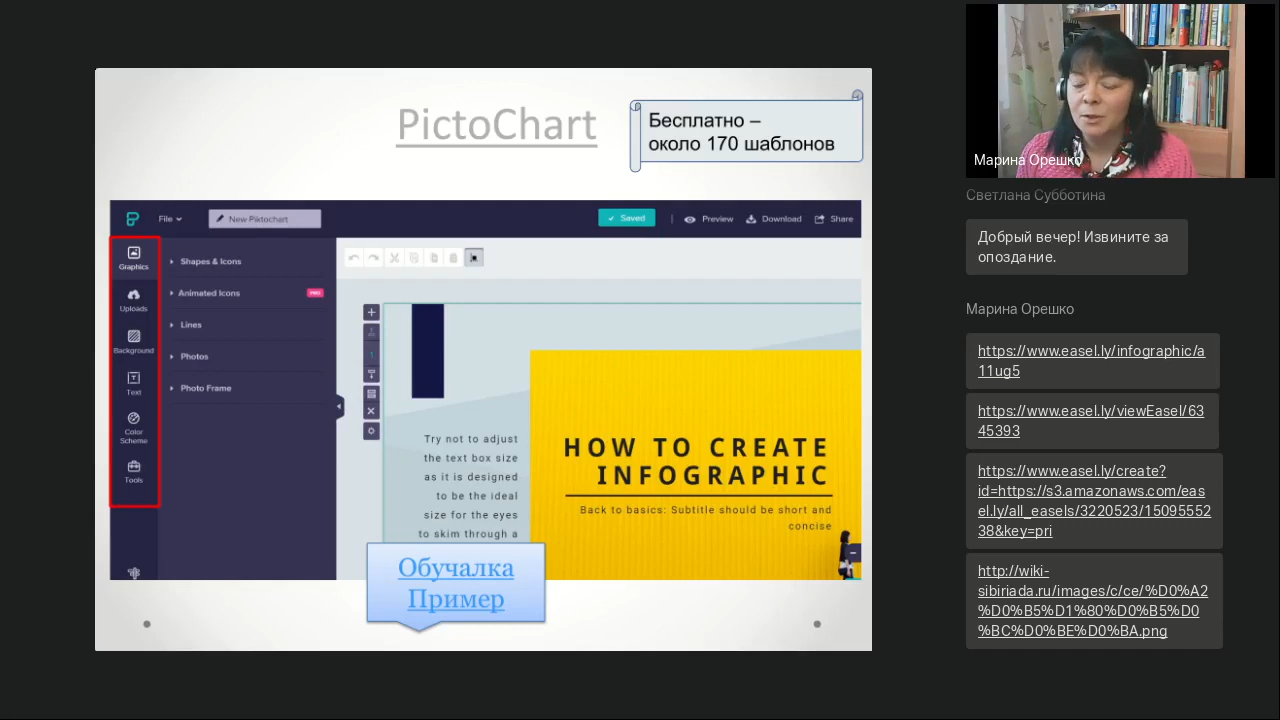 PictoChart
Бесплатно –
около 170 шаблонов
File
New Piktochart
Saved
Preview
Download
Share
Graphics
Uploads
Background
Text
Color
Scheme
Tools
Shapes & Icons
Animated Icons
PRO
Lines
Photos
Photo Frame
1
Try not to adjust
the text box size
as it is designed
to be the ideal
size for the eyes
to skim through a
HOW TO CREATE
INFOGRAPHIC
Back to basics: Subtitle should be short and
concise
Обучалка
Пример
Марина Орешко
Светлана Субботина
Добрый вечер! Извините за
опоздание.
Марина Орешко
https://www.easel.ly/infographic/a
11ug5
https://www.easel.ly/viewEasel/63
45393
https://www.easel.ly/create?
id=https://s3.amazonaws.com/eas
el.ly/all_easels/3220523/15095552
38&key=pri
http://wiki-
sibiriada.ru/images/c/ce/%D0%A2
%D0%B5%D1%80%D0%B5%D0
%BC%D0%BE%D0%BA.png